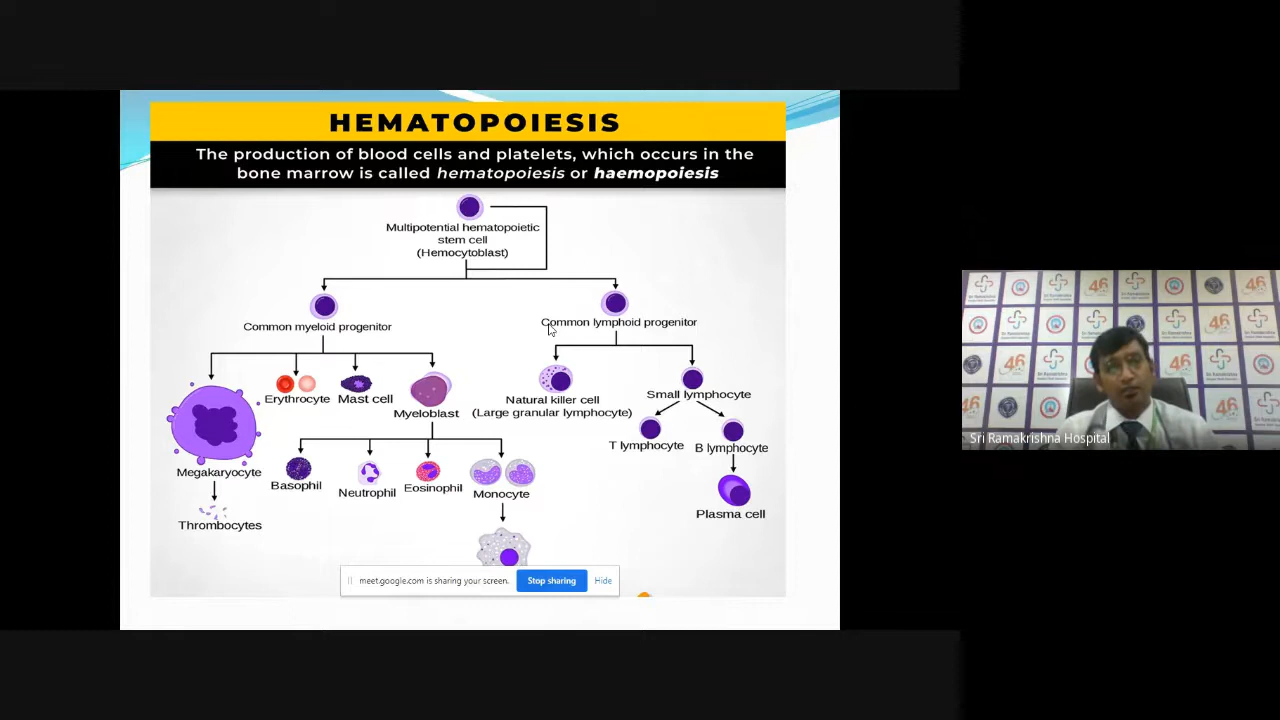 HEMATOPOIESIS
The production of blood cells and platelets, which occurs in the
bone marrow is called hematopoiesis or haemopoiesis
Multipotential hematopoietic
stem cell
(Hemocytoblast)
Common myeloid progenitor
Common lymphoid progenitor
Erythrocyte
Mast cell
Myeloblast
Natural killer cell
(Large granular lymphocyte)
Small lymphocyte
T lymphocyte
B lymphocyte
Megakaryocyte
Basophil
Neutrophil
Eosinophil
Monocyte
Plasma cell
Thrombocytes
meet.google.com is sharing your screen.
Stop sharing
Hide
Sri Ramakrishna Hospital